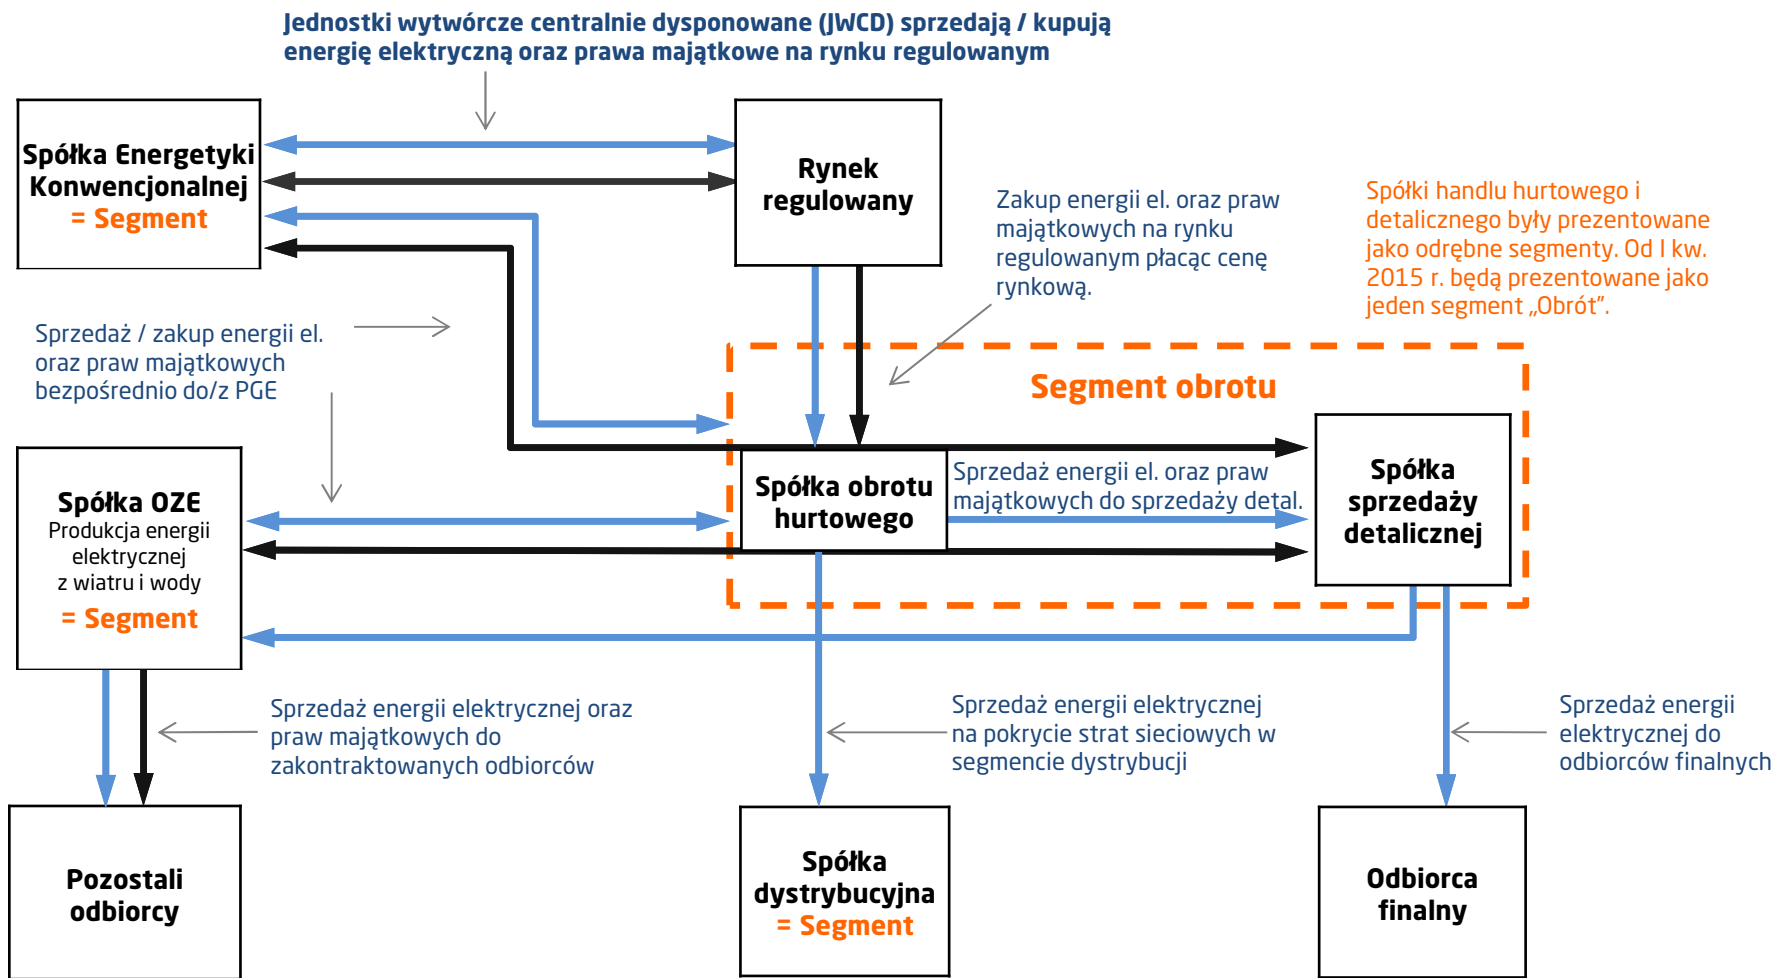 Jednostki wytwórcze centralnie dysponowane (JWCD) sprzedają / kupują
energię elektryczną oraz prawa majątkowe na rynku regulowanym
Spółka Energetyki
Konwencjonalnej
= Segment
Rynek
regulowany
Zakup energii el. oraz praw
majątkowych na rynku
regulowanym płacąc cenę
rynkową.
Spółki handlu hurtowego i
detalicznego były prezentowane
jako odrębne segmenty. Od I kw.
2015 r. będą prezentowane jako
jeden segment „Obrót”.
Sprzedaż / zakup energii el.
oraz praw majątkowych
bezpośrednio do/z PGE
Segment obrotu
Spółka OZE
Produkcja energii
elektrycznej
z wiatru i wody
= Segment
Spółka obrotu
hurtowego
Sprzedaż energii el. oraz praw
majątkowych do sprzedaży detal.
Spółka
sprzedaży
detalicznej
Sprzedaż energii elektrycznej oraz
praw majątkowych do
zakontraktowanych odbiorców
Sprzedaż energii elektrycznej
na pokrycie strat sieciowych w
segmencie dystrybucji
Sprzedaż energii
elektrycznej do
odbiorców finalnych
Pozostali
odbiorcy
Spółka
dystrybucyjna
= Segment
Odbiorca
finalny